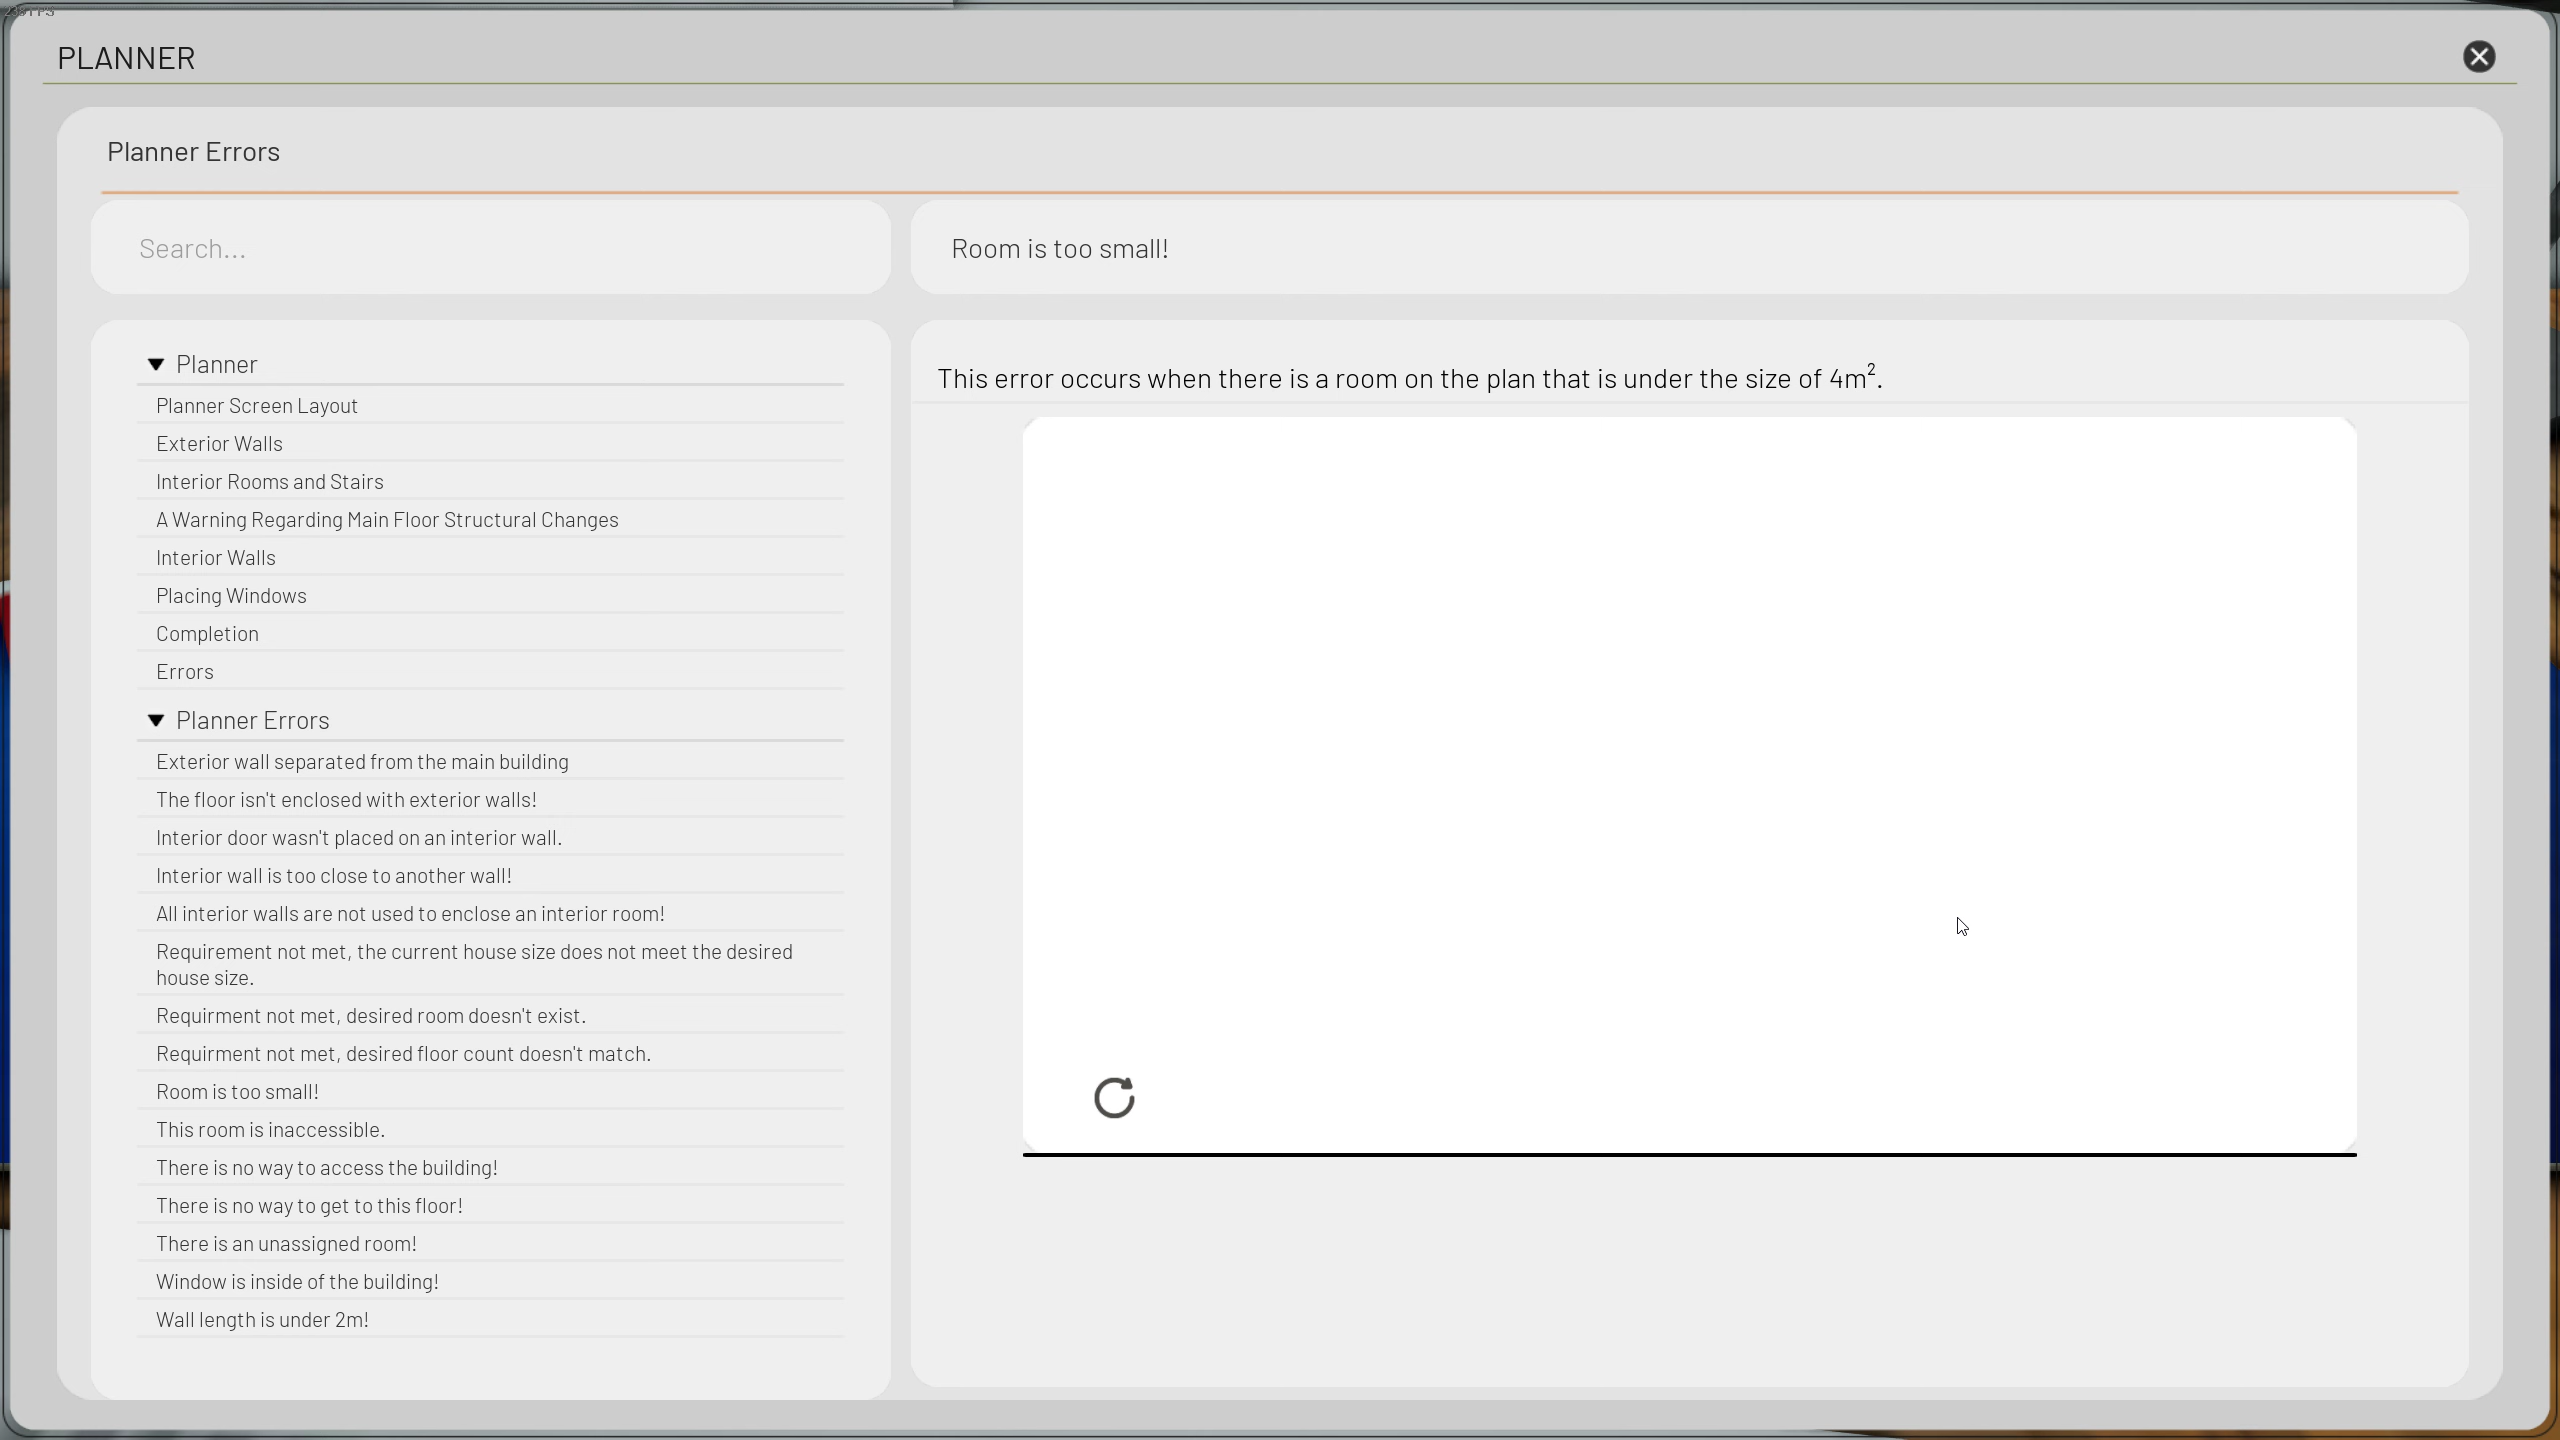 PLANNER
Planner Errors
Search...
Room is too small!
Planner
Planner Screen Layout
Exterior Walls
Interior Rooms and Stairs
A Warning Regarding Main Floor Structural Changes
Interior Walls
Placing Windows
Completion
Errors
Planner Errors
Exterior wall separated from the main building
The floor isn't enclosed with exterior walls!
Interior door wasn't placed on an interior wall.
Interior wall is too close to another wall!
All interior walls are not used to enclose an interior room!
Requirement not met, the current house size does not meet the desired
house size.
Requirment not met, desired room doesn't exist.
Requirment not met, desired floor count doesn't match.
Room is too small!
This room is inaccessible.
There is no way to access the building!
There is no way to get to this floor!
There is an unassigned room!
Window is inside of the building!
Wall length is under 2m!
This error occurs when there is a room on the plan that is under the size of 4m².